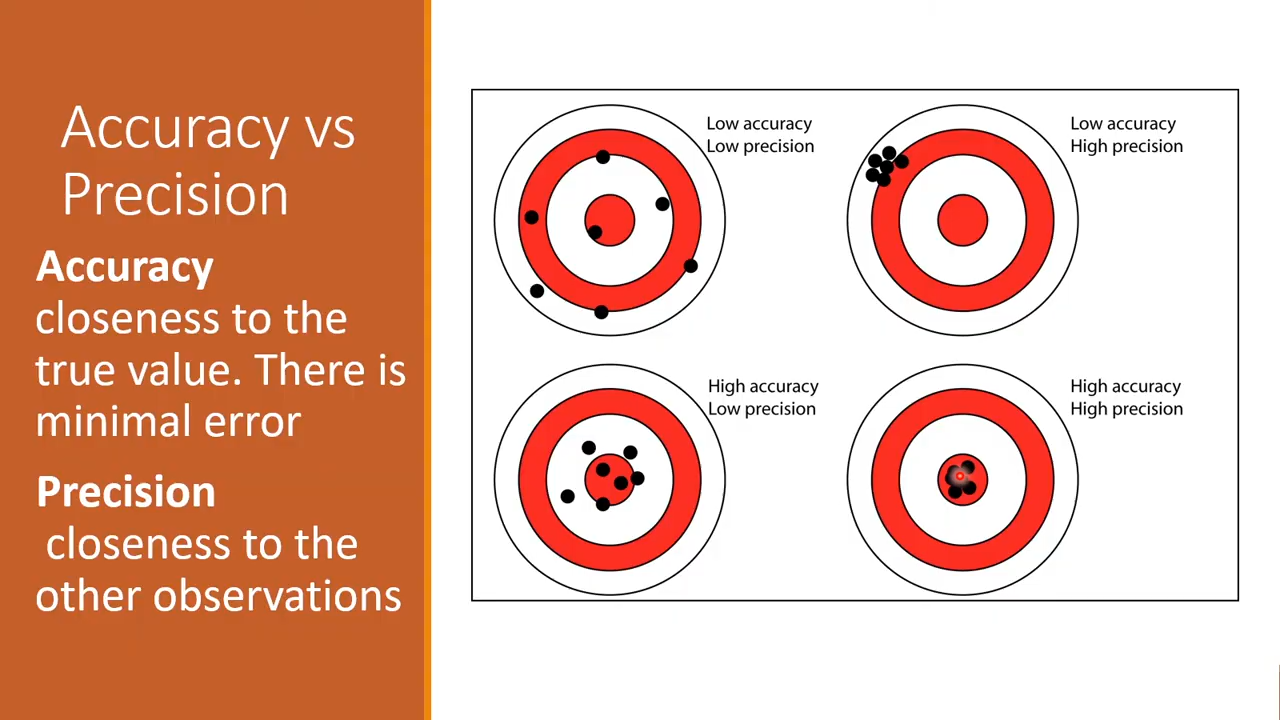 Accuracy vs
Precision
Accuracy
closeness to the
true value. There is
minimal error
Precision
closeness to the
other observations
Low accuracy
Low precision
Low accuracy
High precision
High accuracy
Low precision
High accuracy
High precision